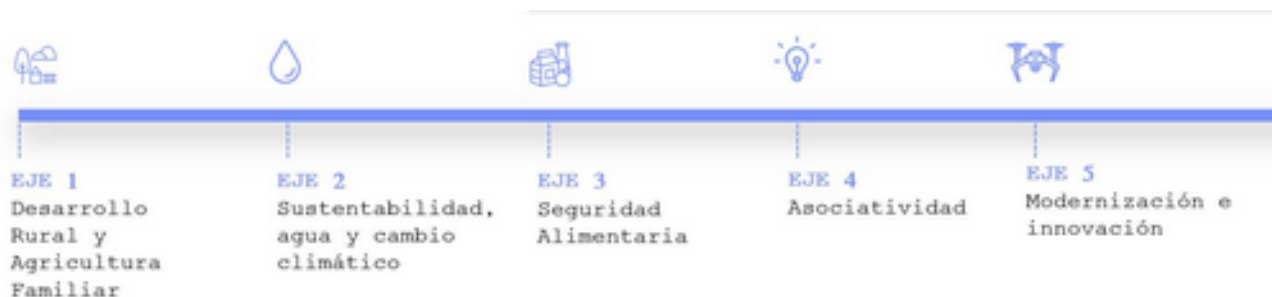 EJE 1
Desarrollo
Rural y
Agricultura
Familiar
EJE 2
Sustentabilidad,
agua y cambio
climático
EJE 3
Seguridad
Alimentaria
EJE 4
Asociatividad
EJE 5
Modernización e
innovación